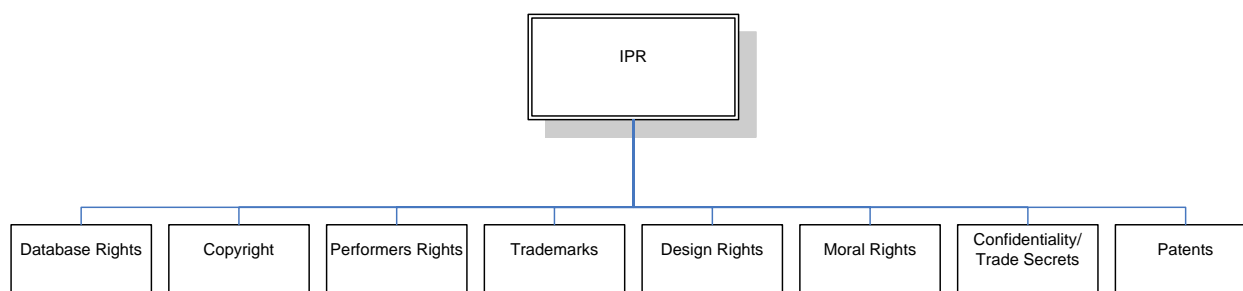 IPR
Database Rights
Copyright
Performers Rights
Trademarks
Design Rights
Moral Rights
Confidentiality/
Trade Secrets
Patents